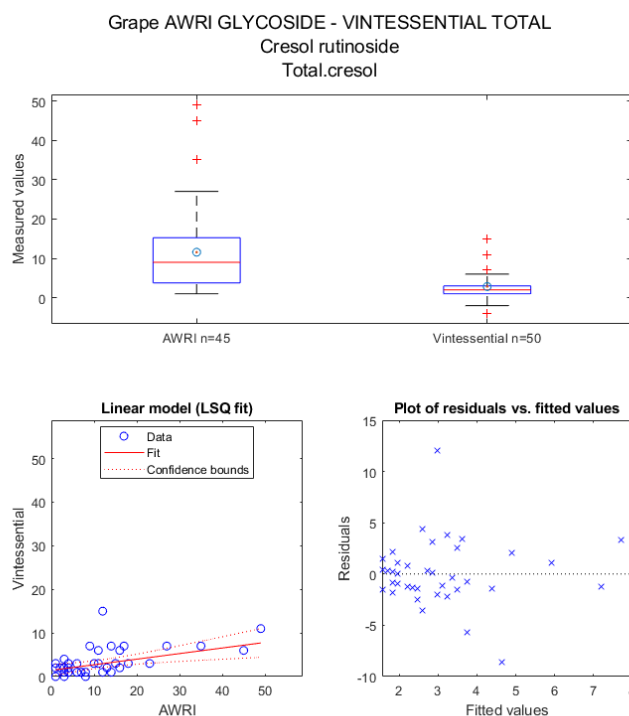 Grape AWRI GLYCOSIDE - VINTESSENTIAL TOTAL
Cresol rutinoside
Total.cresol
Measured values
50
40
30
20
10
0
AWRI n=45
Vintessential n=50
Linear model (LSQ fit)
Vintessential
50
40
30
20
10
0
Data
Fit
Confidence bounds
0
10
20
30
40
50
AWRI
Plot of residuals vs. fitted values
Residuals
15
10
5
0
-5
-10
2
3
4
5
6
7
Fitted values